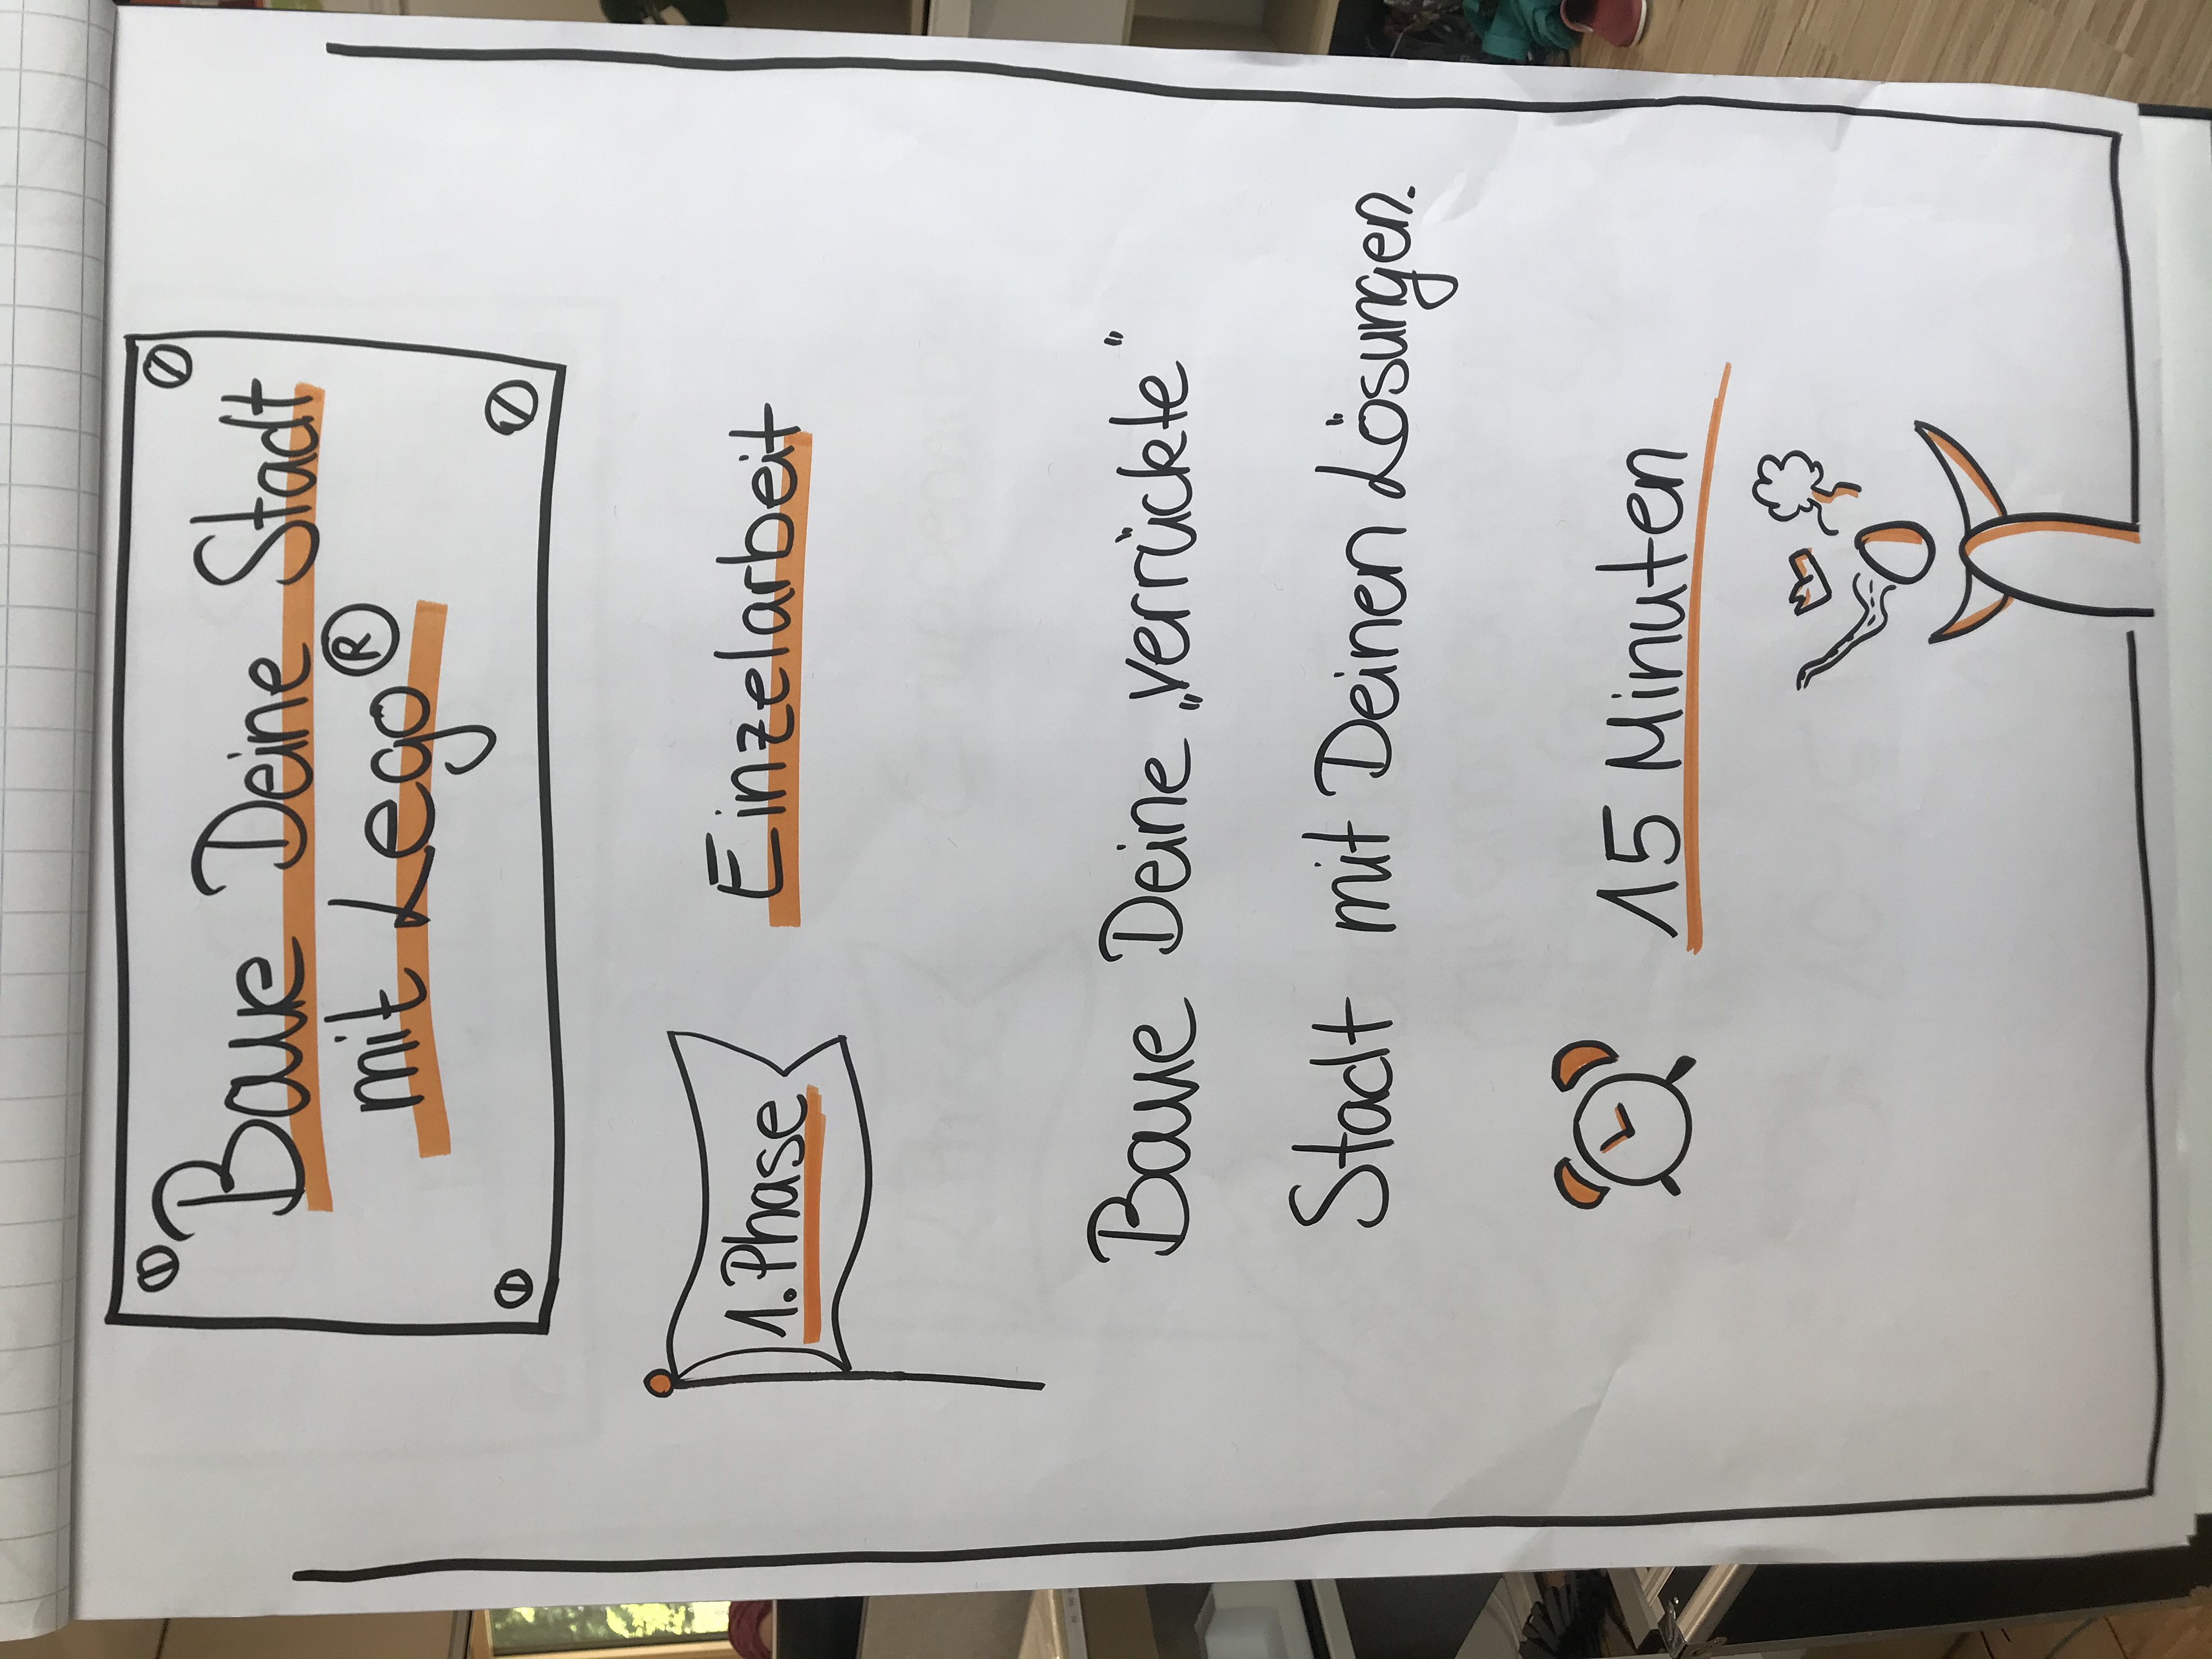 Baue Deine Stadt
mit Lego®
1. Phase
Einzelarbeit
Baue Deine „verrückte“
Stadt mit Deinen Lösungen.
15 Minuten